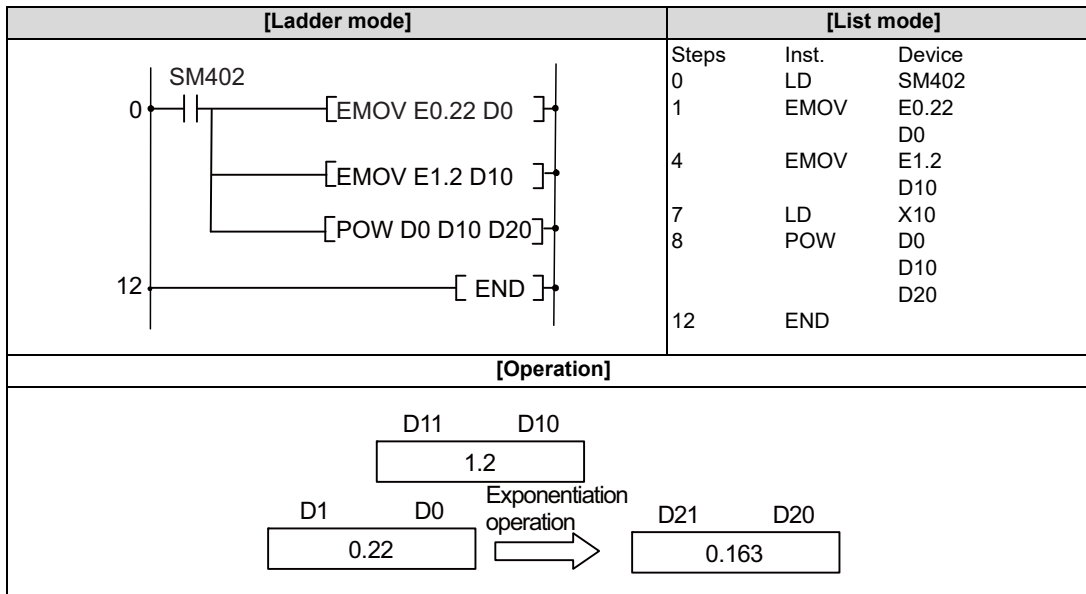 [Ladder mode]
[List mode]
SM402
0 [EMOV E0.22 D0 ]
[EMOV E1.2 D10 ]
[POW D0 D10 D20]
12 [ END ]
Steps Inst. Device
0 LD SM402
1 EMOV E0.22
D0
4 EMOV E1.2
D10
7 LD X10
8 POW D0
D10
D20
12 END
[Operation]
D11 D10
1.2
Exponentiation
operation
D1 D0
0.22
D21 D20
0.163